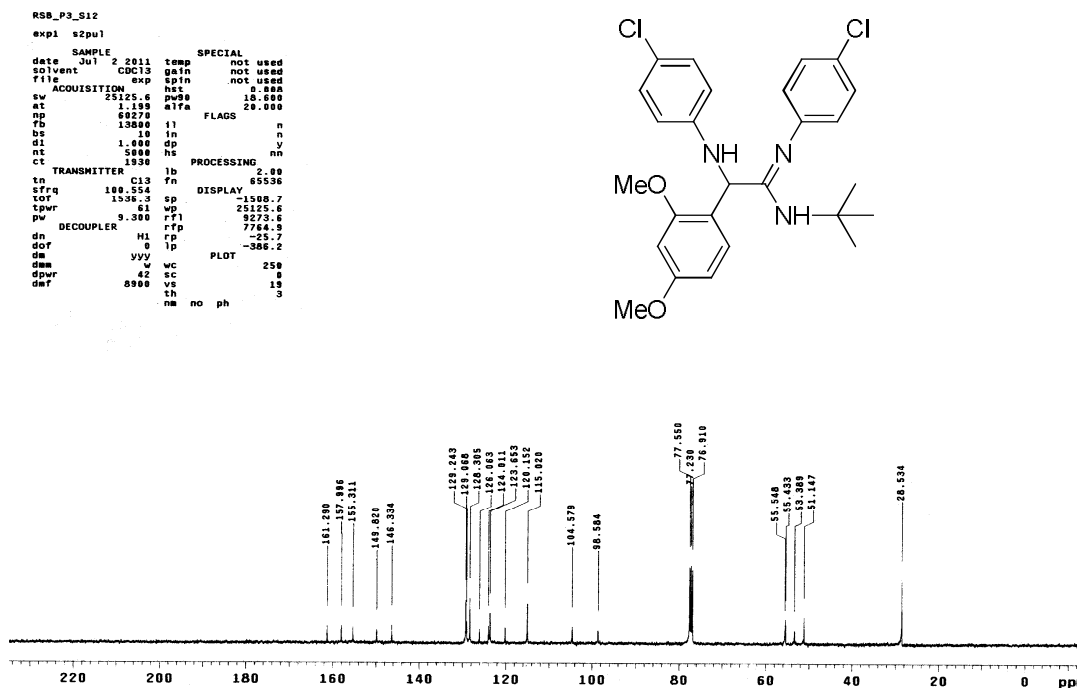 RSB_P3_S12
exp1 s2pul
SAMPLE
date Jul 2 2011
solvent CDCl3
file exp
ACQUISITION
sw 25125.6
at 1.199
np 60270
fb 13800
bs 10
d1 1.000
nt 5000
ct 1930
TRANSMITTER
tn C13
sfrq 100.554
tof 1536.3
tpwr 61
pw 9.300
DECOUPLER
dn H1
dof 0
dm yyy
dmm w
dpwr 42
dmf 8900
SPECIAL
temp not used
gain not used
spin not used
hst 0.008
pw90 18.600
alfa 20.000
FLAGS
il n
in n
dp y
hs nn
PROCESSING
lb 2.00
fn 65536
DISPLAY
sp -1508.7
wp 25125.6
rfl 9273.6
rfp 7764.9
rp -25.7
lp -386.2
PLOT
wc 250
sc 0
vs 19
th 3
nm no ph
Cl
Cl
NH
N
MeO
NH
MeO
161.290
157.996
155.311
149.820
146.334
129.243
129.068
128.305
126.063
124.011
123.653
120.152
115.020
104.579
98.584
77.550
77.230
76.910
55.548
55.433
53.389
51.147
28.534
220 200 180 160 140 120 100 80 60 40 20 0 pp